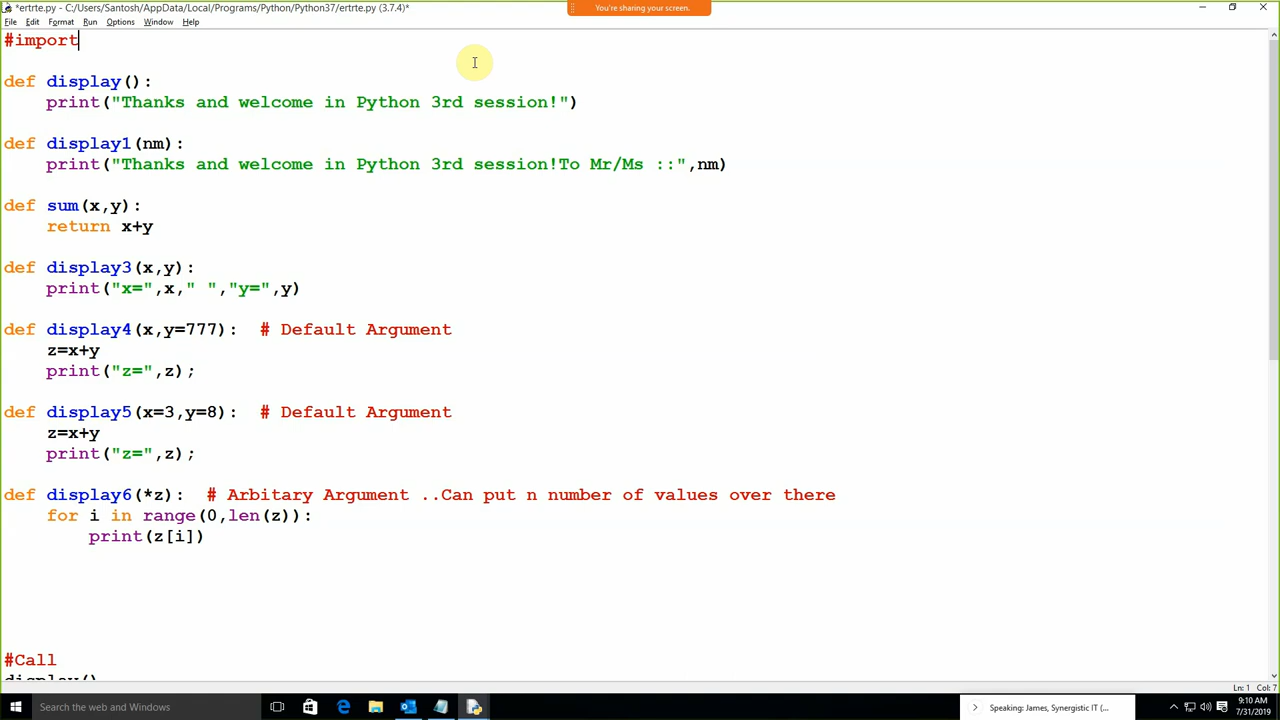 *ertrte.py - C:/Users/Santosh/AppData/Local/Programs/Python/Python37/ertrte.py (3.7.4)*
You're sharing your screen.
File Edit Format Run Options Window Help
#import
def display():
    print("Thanks and welcome in Python 3rd session!")
def display1(nm):
    print("Thanks and welcome in Python 3rd session!To Mr/Ms ::",nm)
def sum(x,y):
    return x+y
def display3(x,y):
    print("x=",x," ","y=",y)
def display4(x,y=777):  # Default Argument
    z=x+y
    print("z=",z);
def display5(x=3,y=8):  # Default Argument
    z=x+y
    print("z=",z);
def display6(*z):  # Arbitary Argument ..Can put n number of values over there
    for i in range(0,len(z)):
        print(z[i])
#Call
display()
Ln: 1 Col: 7
Search the web and Windows
Speaking: James, Synergistic IT (...
9:10 AM
7/31/2019